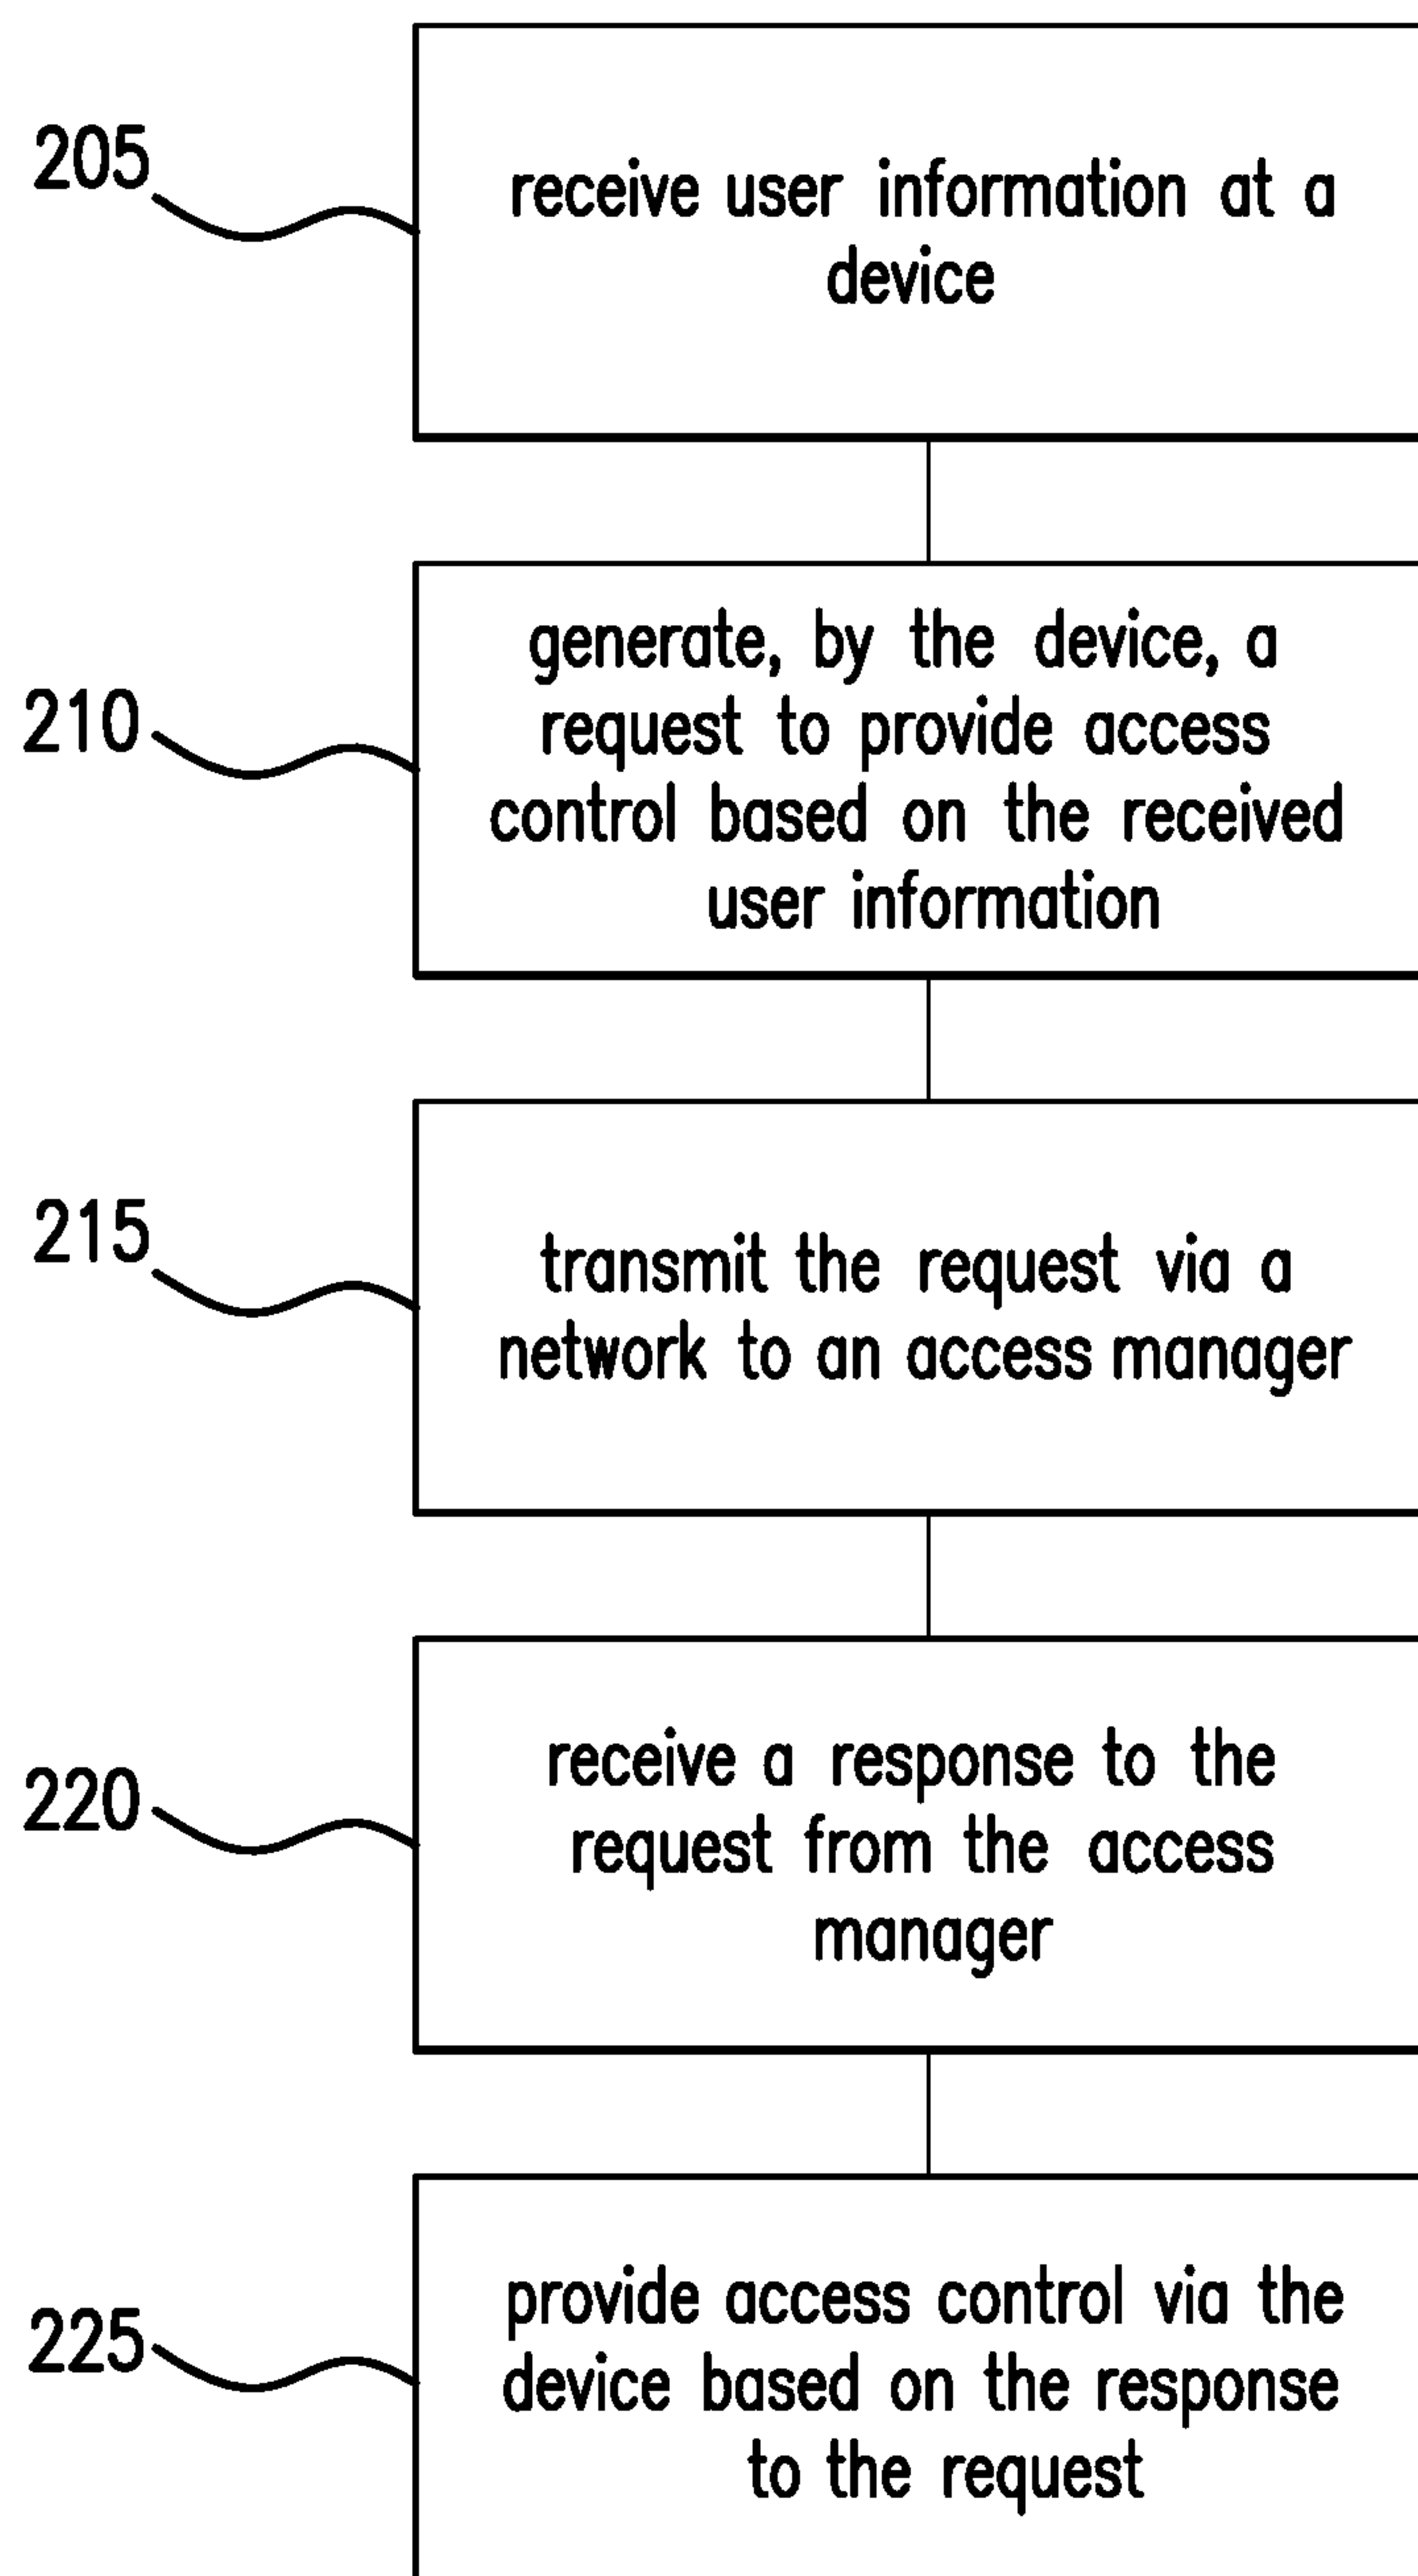 205
receive user information at a
device
210
generate, by the device, a
request to provide access
control based on the received
user information
215
transmit the request via a
network to an access manager
220
receive a response to the
request from the access
manager
225
provide access control via the
device based on the response
to the request